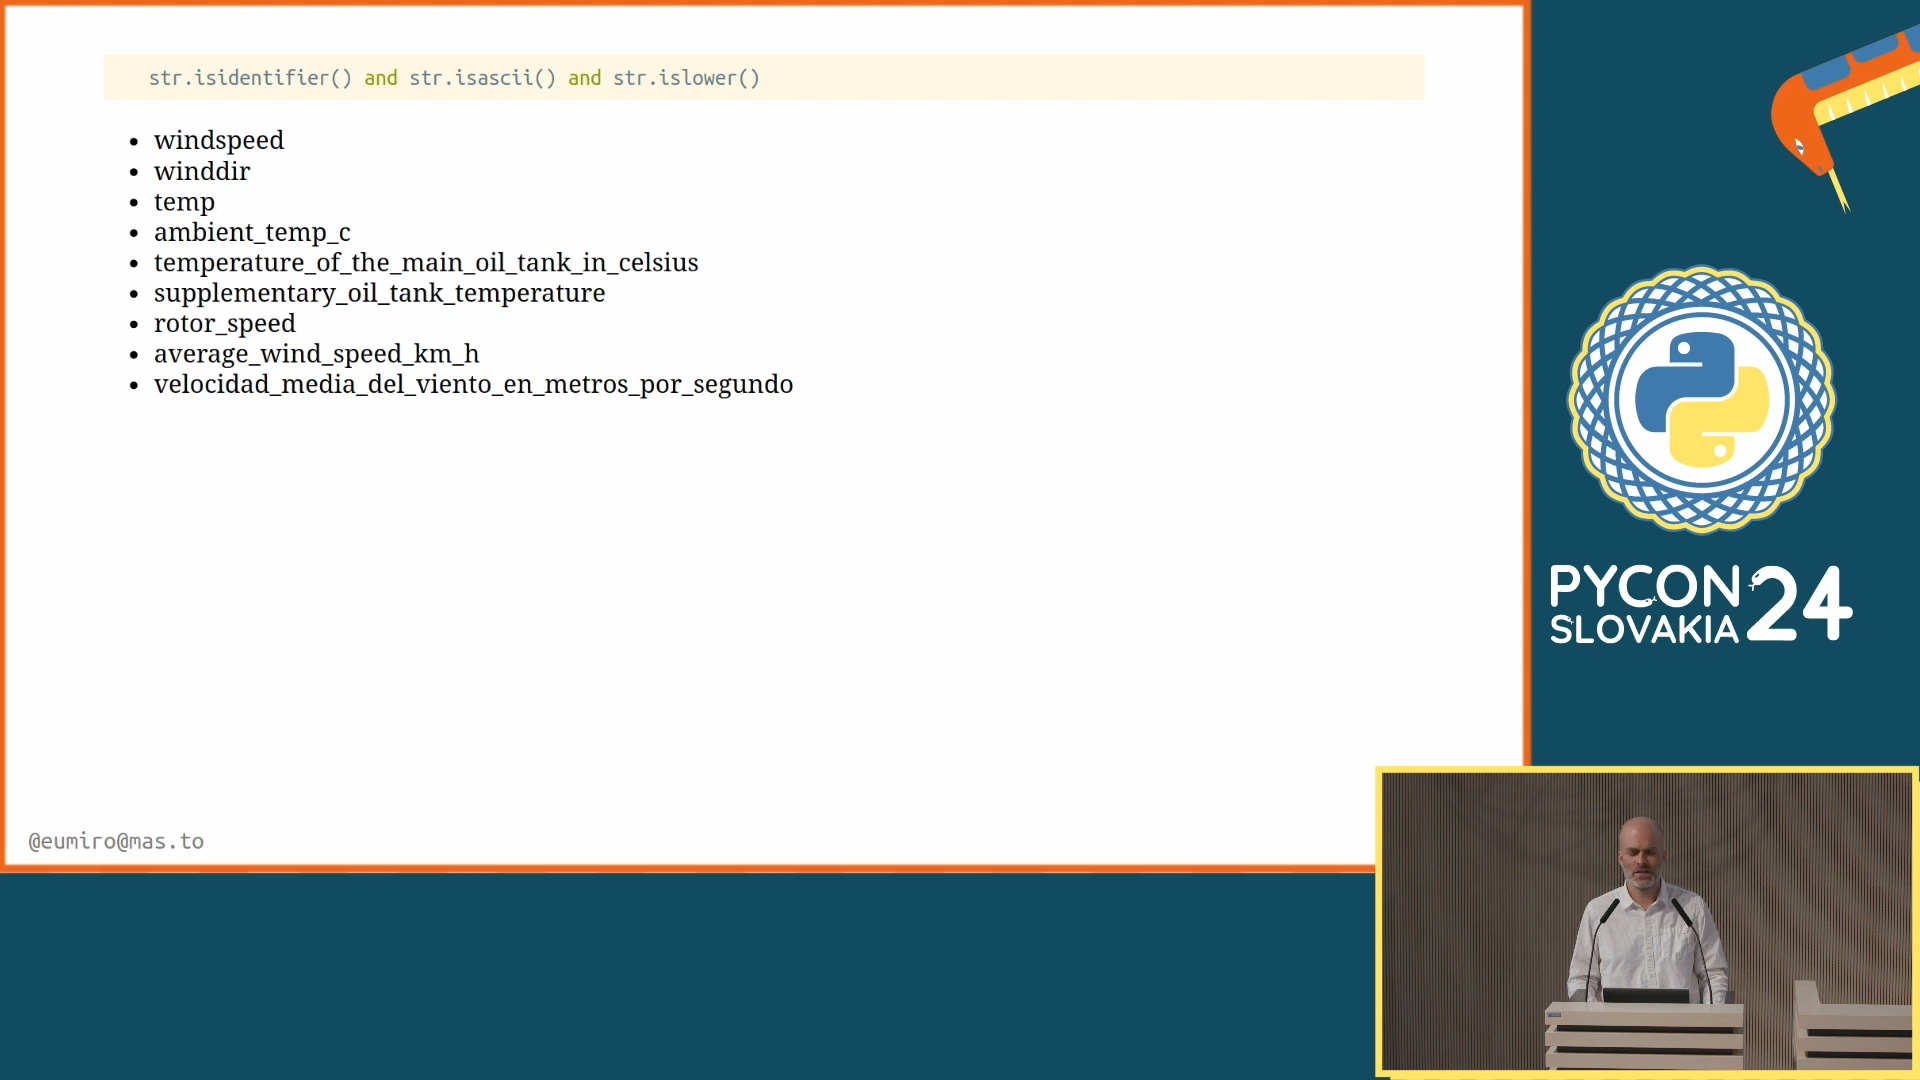 str.isidentifier() and str.isascii() and str.islower()
windspeed
winddir
temp
ambient_temp_c
temperature_of_the_main_oil_tank_in_celsius
supplementary_oil_tank_temperature
rotor_speed
average_wind_speed_km_h
velocidad_media_del_viento_en_metros_por_segundo
@eumiro@mas.to
PYCON 24
SLOVAKIA